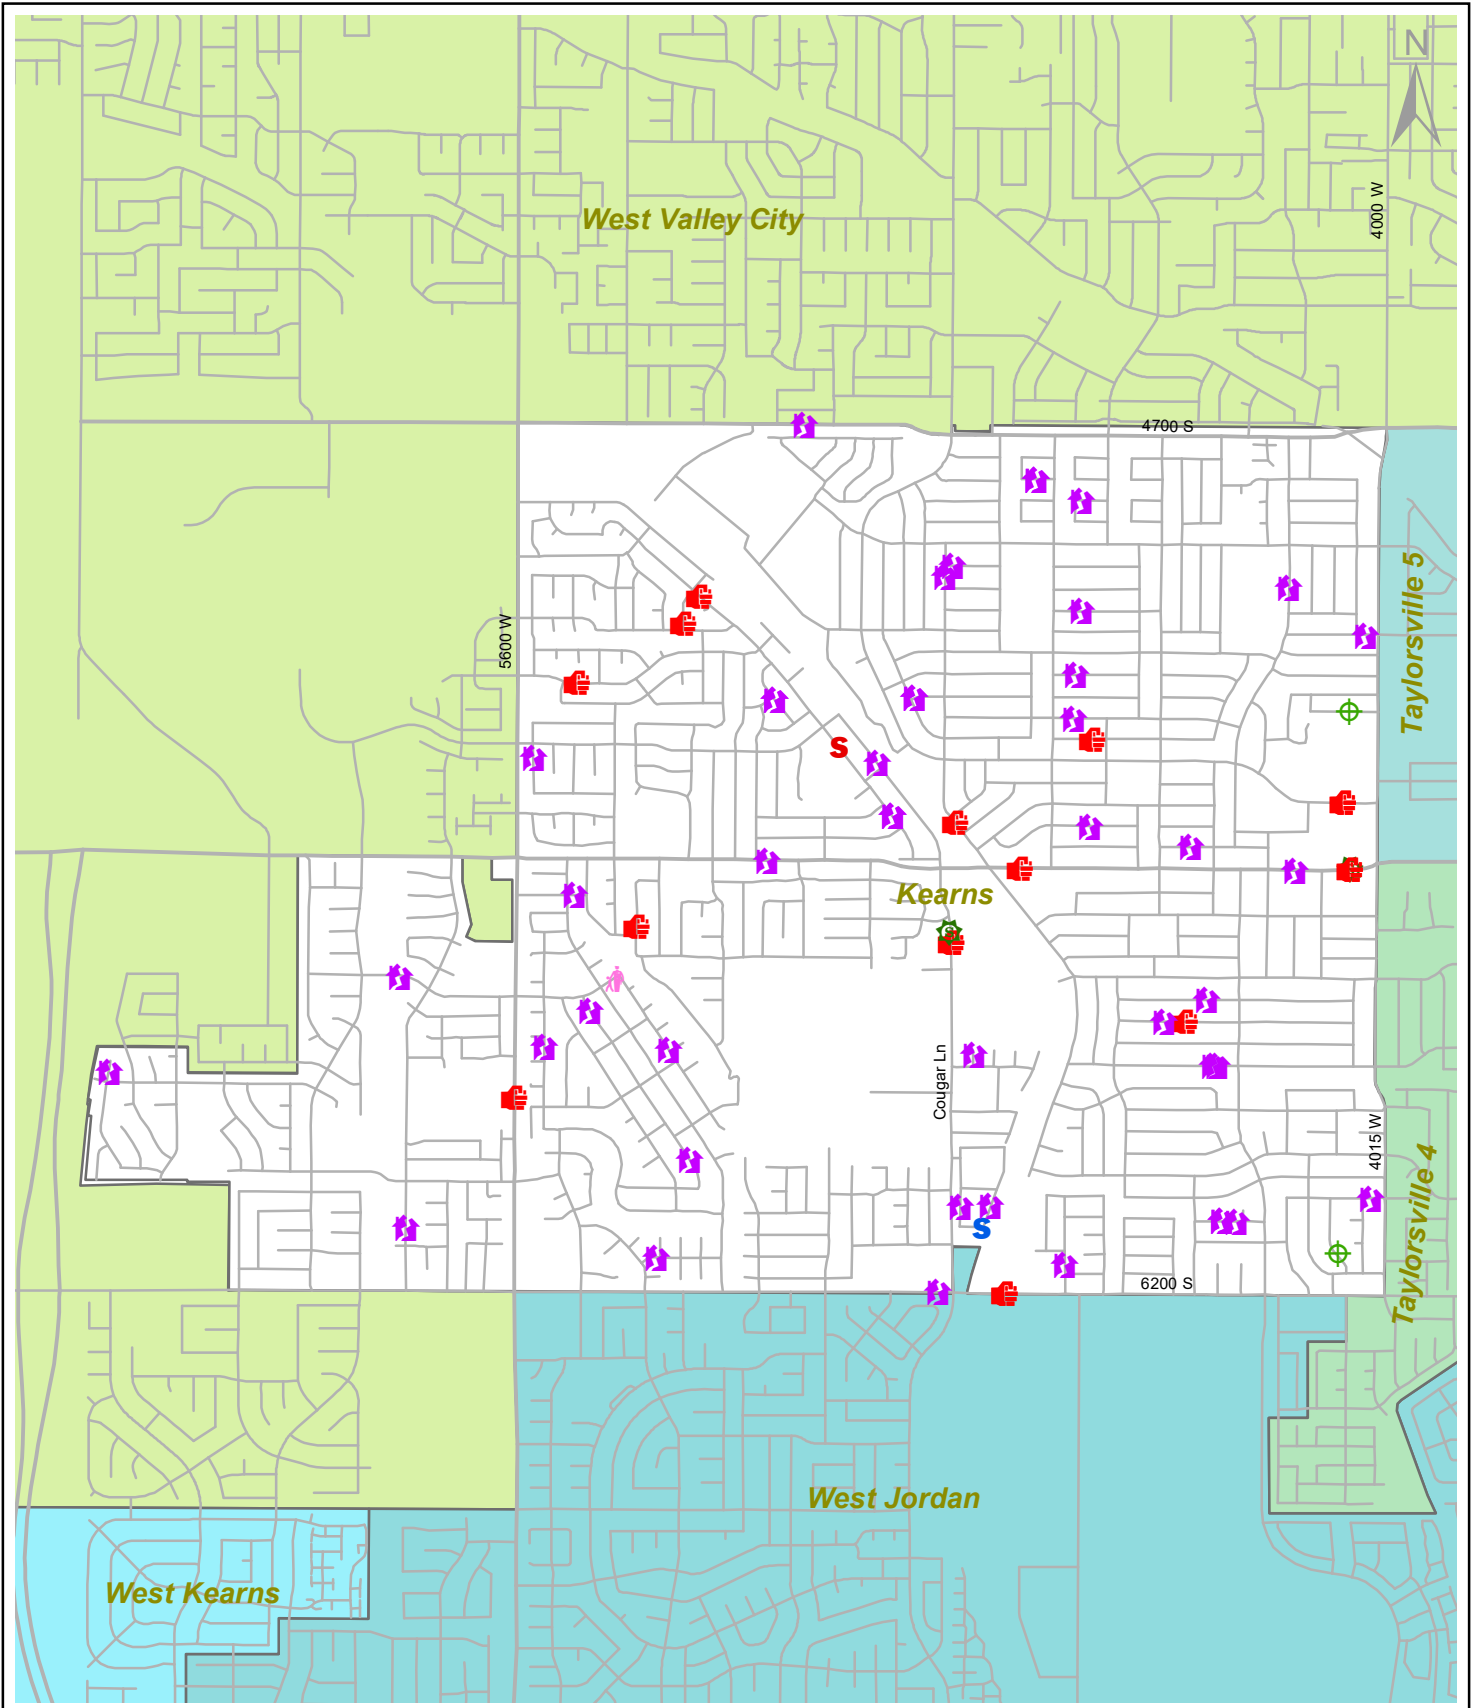 N
4000 W
West Valley City
4700 S
Taylorsville 5
5600 W
S
Kearns
Cougar Ln
4015 W
Taylorsville 4
S
6200 S
West Jordan
West Kearns